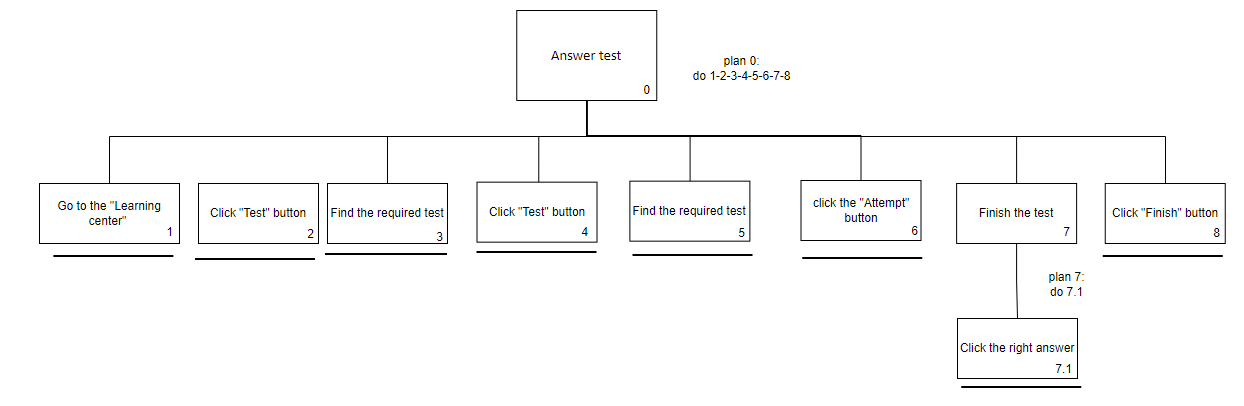 Answer test
0
plan 0:
do 1-2-3-4-5-6-7-8
Go to the "Learning
center"
1
Click "Test" button
2
Find the required test
3
Click "Test" button
4
Find the required test
5
click the "Attempt"
button
6
Finish the test
7
Click "Finish" button
8
plan 7:
do 7.1
Click the right answer
7.1